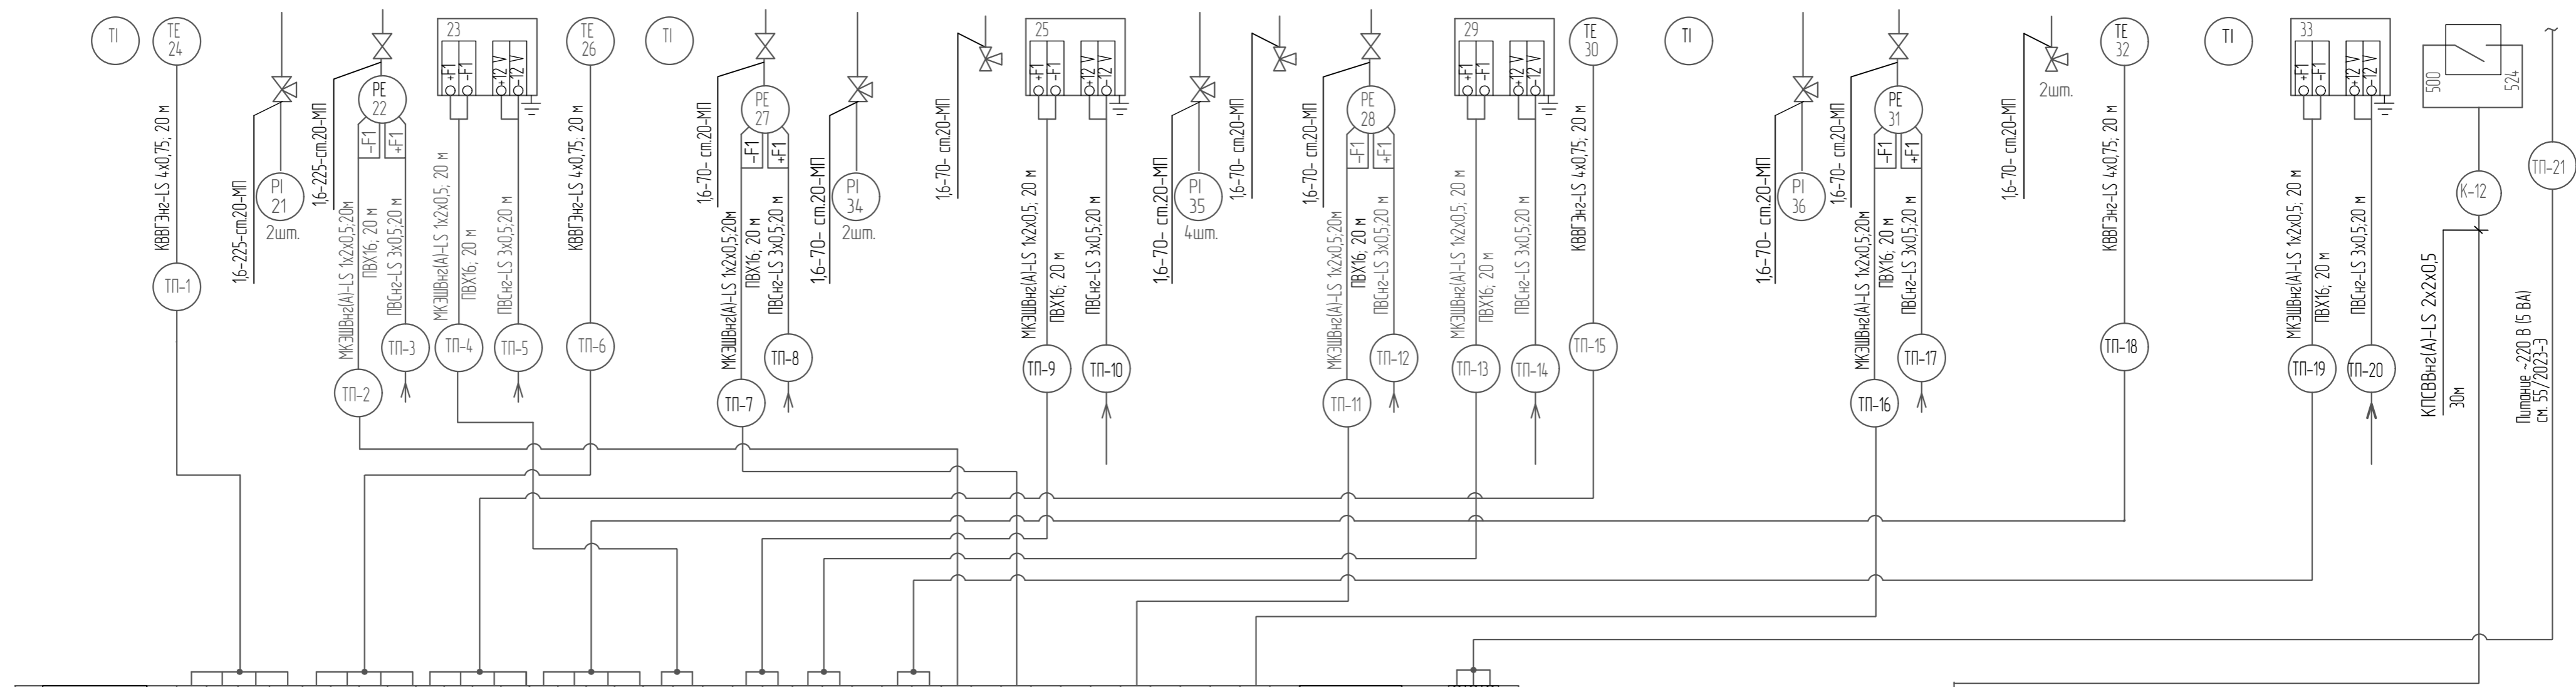 TI
TE
24
КВВГЭнг-LS 4х0,75; 20 м
ТП-1
1,6-225-ст.20-МП
PI
21
2шт.
1,6-225-ст.20-МП
PE
22
-F1
+F1
МКЭШВнг(А)-LS 1х2х0,5;20м
ПВХ16; 20 м
ПВСнг-LS 3х0,5;20 м
ТП-2
ТП-3
23
+F1
-F1
+12 V
-12 V
МКЭШВнг(А)-LS 1х2х0,5; 20 м
ПВХ16; 20 м
ПВСнг-LS 3х0,5;20 м
ТП-4
ТП-5
TE
26
КВВГЭнг-LS 4х0,75; 20 м
ТП-6
TI
1,6-70- ст.20-МП
PE
27
-F1
+F1
МКЭШВнг(А)-LS 1х2х0,5;20м
ПВХ16; 20 м
ПВСнг-LS 3х0,5;20 м
ТП-7
ТП-8
1,6-70- ст.20-МП
PI
34
2шт.
1,6-70- ст.20-МП
25
+F1
-F1
+12 V
-12 V
МКЭШВнг(А)-LS 1х2х0,5; 20 м
ПВХ16; 20 м
ПВСнг-LS 3х0,5;20 м
ТП-9
ТП-10
1,6-70- ст.20-МП
PI
35
4шт.
1,6-70- ст.20-МП
1,6-70- ст.20-МП
PE
28
-F1
+F1
МКЭШВнг(А)-LS 1х2х0,5;20м
ПВХ16; 20 м
ПВСнг-LS 3х0,5;20 м
ТП-11
ТП-12
29
+F1
-F1
+12 V
-12 V
МКЭШВнг(А)-LS 1х2х0,5; 20 м
ПВХ16; 20 м
ПВСнг-LS 3х0,5;20 м
ТП-13
ТП-14
TE
30
КВВГЭнг-LS 4х0,75; 20 м
ТП-15
TI
1,6-70- ст.20-МП
PI
36
1,6-70- ст.20-МП
PE
31
-F1
+F1
МКЭШВнг(А)-LS 1х2х0,5;20м
ПВХ16; 20 м
ПВСнг-LS 3х0,5;20 м
ТП-16
ТП-17
1,6-70- ст.20-МП
2шт.
TE
32
КВВГЭнг-LS 4х0,75; 20 м
ТП-18
TI
33
+F1
-F1
+12 V
-12 V
МКЭШВнг(А)-LS 1х2х0,5; 20 м
ПВХ16; 20 м
ПВСнг-LS 3х0,5;20 м
ТП-19
ТП-20
500
524
К-12
КПСВВнг(А)-LS 2х2х0,5
30м
ТП-21
Питание ~220 В (5 ВА)
см. 55/2023-Э